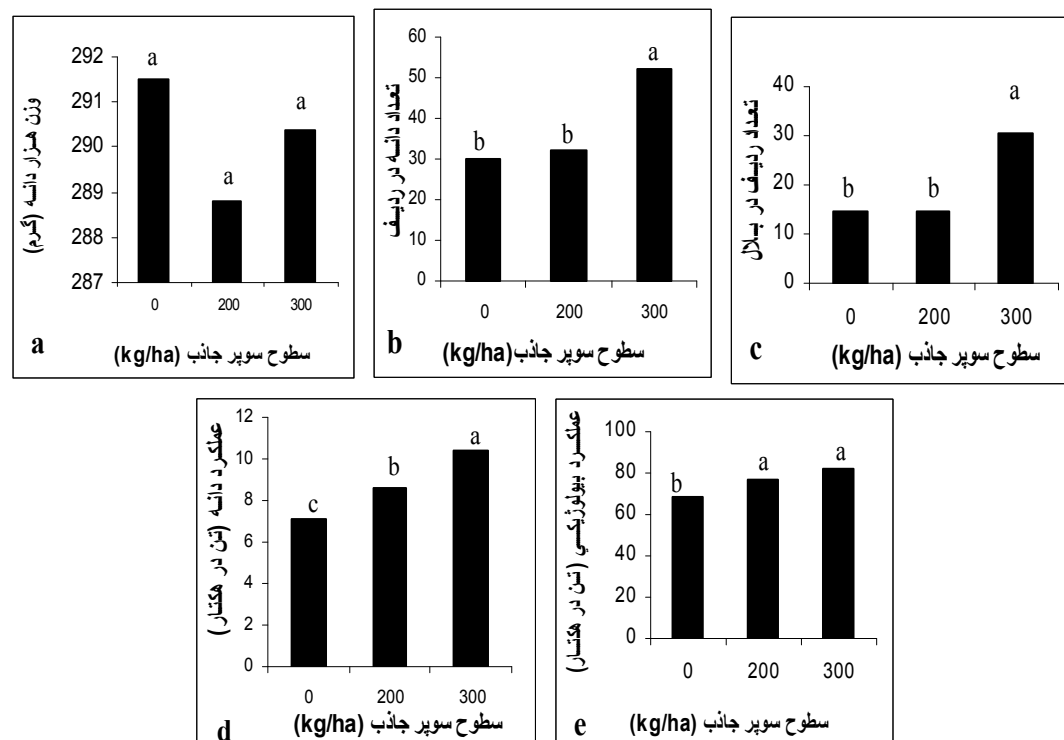 وزن هزار دانه (گرم)
292
291
290
289
288
287
a
a
a
0
200
300
سطوح سوپر جاذب (kg/ha)
a
تعداد دانه در ردیف
60
50
40
30
20
10
0
b
b
a
0
200
300
سطوح سوپر جاذب(kg/ha)
b
تعداد ردیف در بلال
40
30
20
10
0
b
b
a
0
200
300
سطوح سوپر جاذب (kg/ha)
c
عملکرد دانه (تن در هکتار)
12
10
8
6
4
2
0
c
b
a
0
200
300
سطوح سوپر جاذب (kg/ha)
d
عملکرد بیولوژیکي (تن در هکتار)
100
80
60
40
20
0
b
a
a
0
200
300
سطوح سوپر جاذب (kg/ha)
e